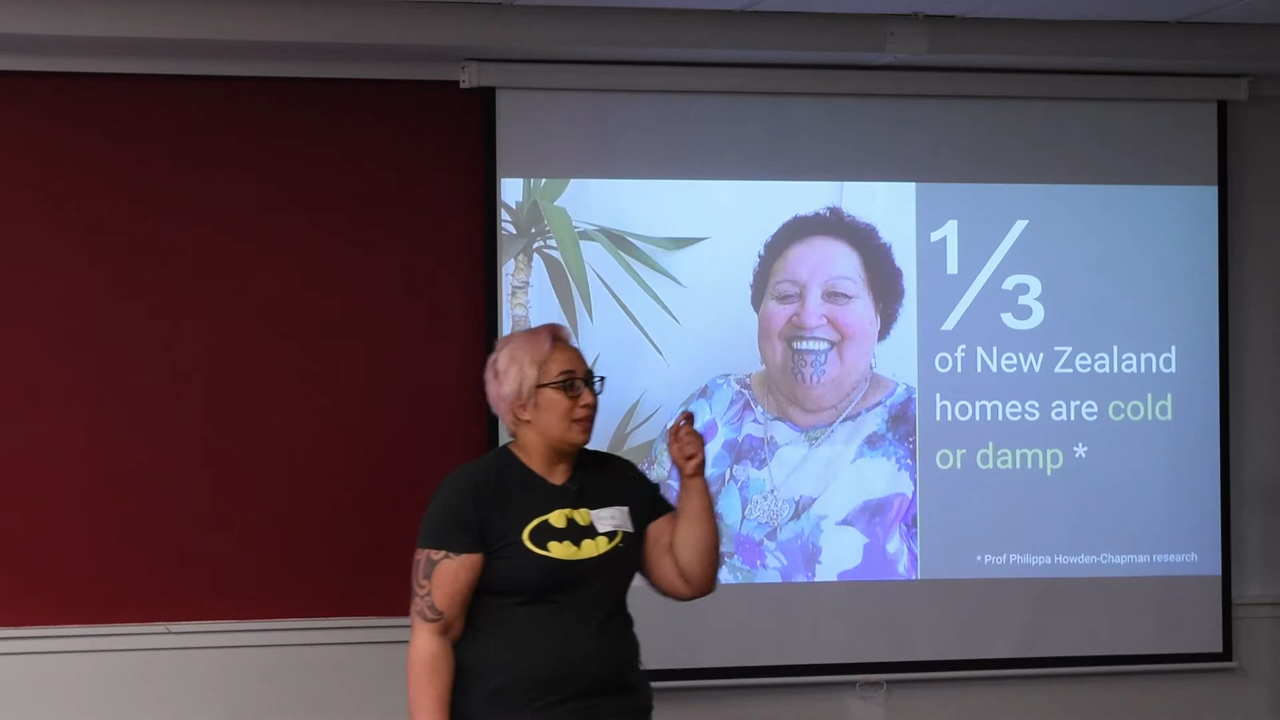 1/3
of New Zealand
homes are cold
or damp *
* Prof Philippa Howden-Chapman research